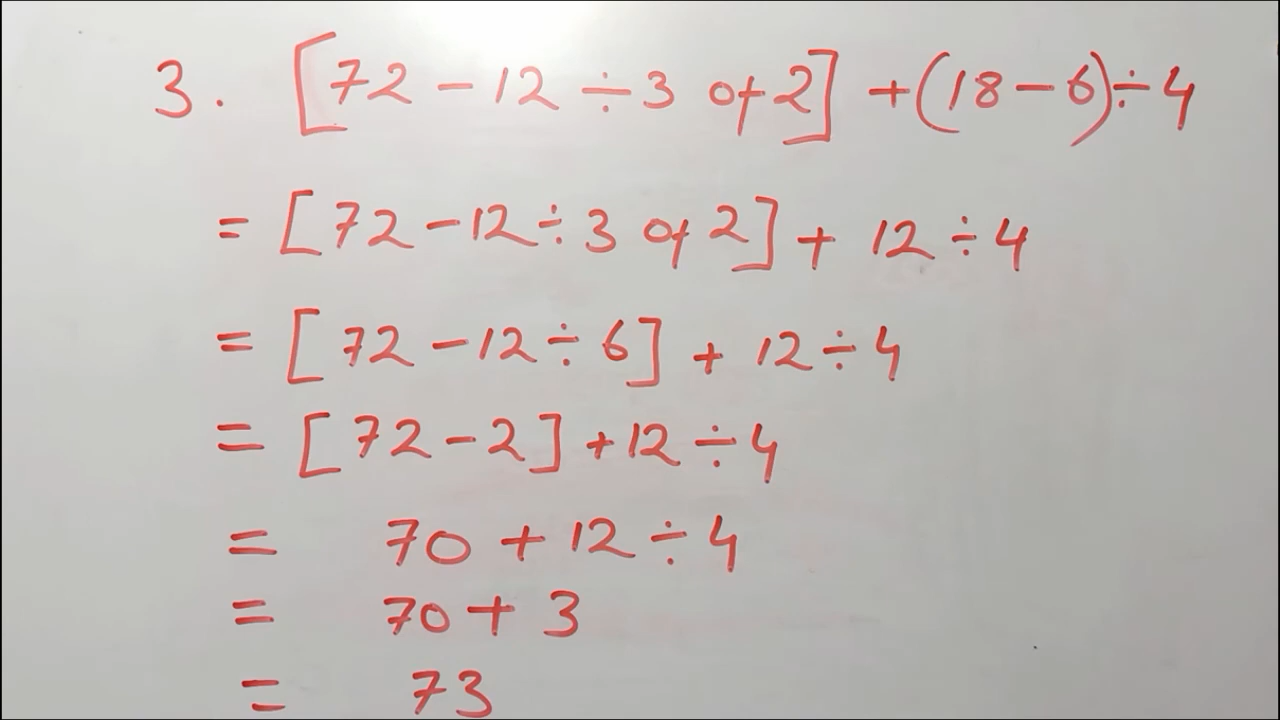 3. [72 - 12 ÷ 3 of 2] + (18 - 6) ÷ 4
= [72 - 12 ÷ 3 of 2] + 12 ÷ 4
= [72 - 12 ÷ 6] + 12 ÷ 4
= [72 - 2] + 12 ÷ 4
= 70 + 12 ÷ 4
= 70 + 3
= 73